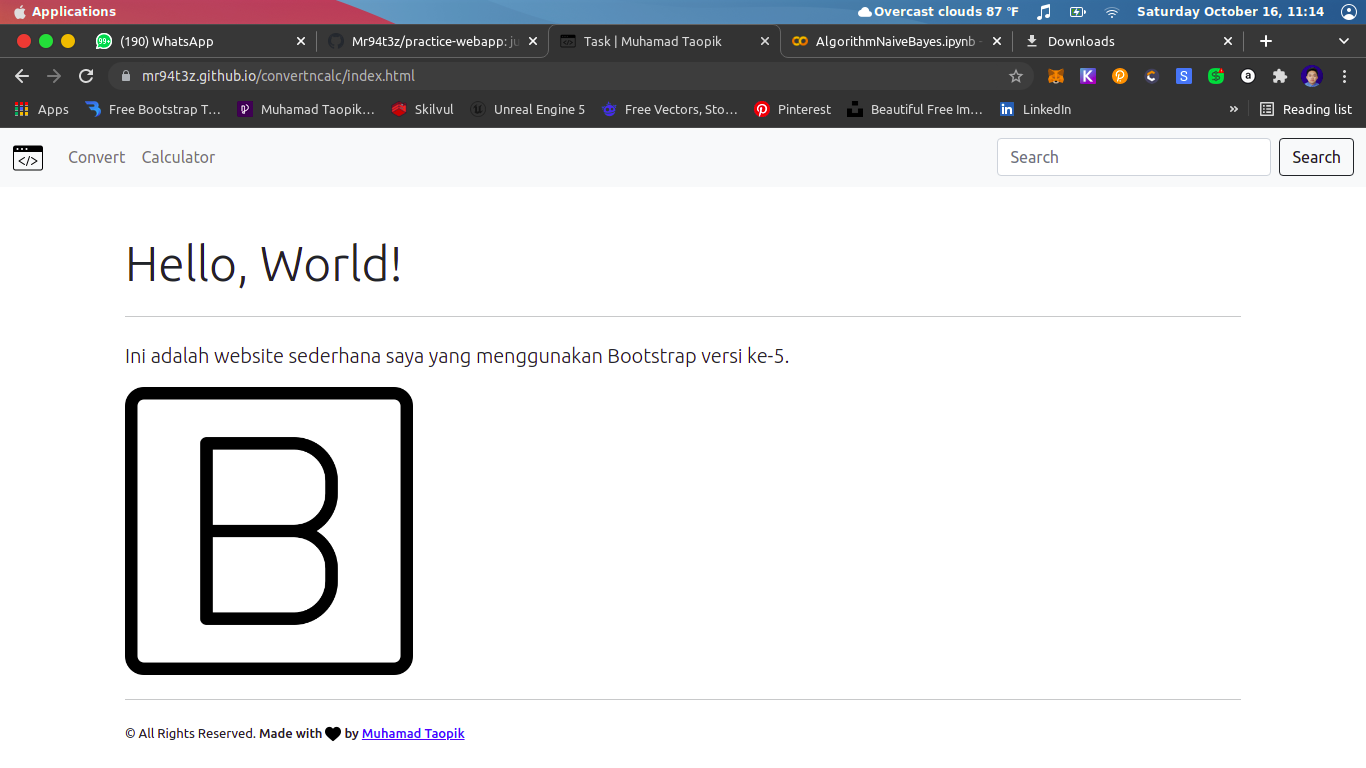 Applications
Overcast clouds 87 °F
Saturday October 16, 11:14
99+ (190) WhatsApp
Mr94t3z/practice-webapp: ju
Task | Muhamad Taopik
AlgorithmNaiveBayes.ipynb -
Downloads
mr94t3z.github.io/convertncalc/index.html
Apps
Free Bootstrap T…
Muhamad Taopik…
Skilvul
Unreal Engine 5
Free Vectors, Sto…
Pinterest
Beautiful Free Im…
LinkedIn
»
Reading list
</> Convert Calculator
Search
Search
Hello, World!
Ini adalah website sederhana saya yang menggunakan Bootstrap versi ke-5.
B
© All Rights Reserved. Made with ♥ by Muhamad Taopik